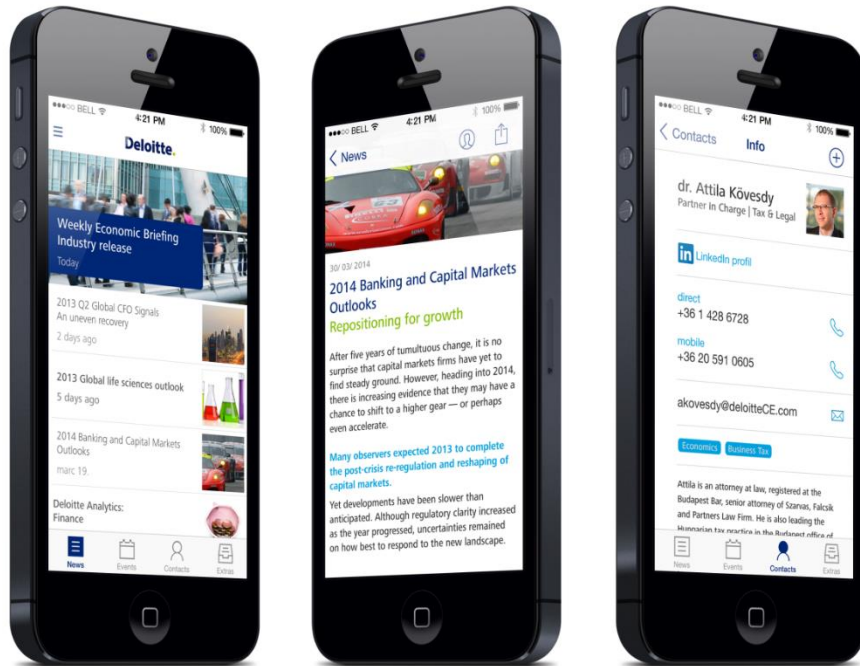 ●●●○○ BELL 4:21 PM 100%
Deloitte.
Weekly Economic Briefing
Industry release
Today
2013 Q2 Global CFO Signals
An uneven recovery
2 days ago
2013 Global life sciences outlook
5 days ago
2014 Banking and Capital Markets
Outlooks
marc 19.
Deloitte Analytics:
Finance
News Events Contacts Extras
●●●○○ BELL 4:21 PM 100%
< News
30/ 03/ 2014
2014 Banking and Capital Markets
Outlooks
Repositioning for growth
After five years of tumultuous change, it is no
surprise that capital markets firms have yet to
find steady ground. However, heading into 2014,
there is increasing evidence that they may have a
chance to shift to a higher gear — or perhaps
even accelerate.
Many observers expected 2013 to complete
the post-crisis re-regulation and reshaping of
capital markets.
Yet developments have been slower than
anticipated. Although regulatory clarity increased
as the year progressed, uncertainties remained
on how best to respond to the new landscape.
●●●○○ BELL 4:21 PM 100%
< Contacts Info
dr. Attila Kövesdy
Partner in Charge | Tax & Legal
in LinkedIn profil
direct
+36 1 428 6728
mobile
+36 20 591 0605
akovesdy@deloitteCE.com
Economics Business Tax
Attila is an attorney at law, registered at the
Budapest Bar, senior attorney of Szarvas, Falcsik
and Partners Law Firm. He is also leading the
Hungarian tax practice in the Budapest office of
News Events Contacts Extras